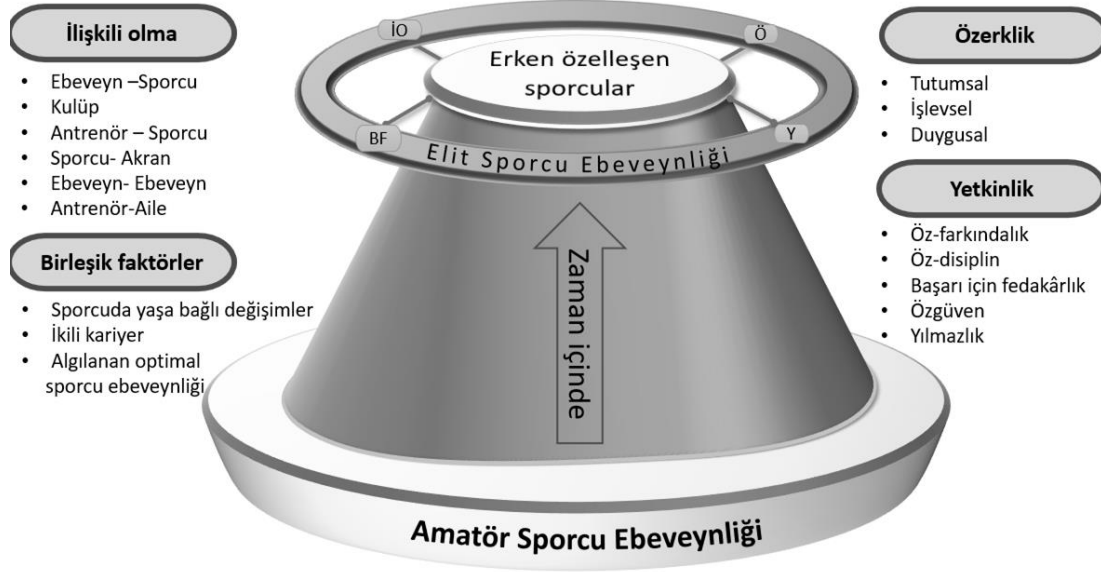 İlişkili olma
• Ebeveyn –Sporcu
• Kulüp
• Antrenör – Sporcu
• Sporcu- Akran
• Ebeveyn- Ebeveyn
• Antrenör-Aile
Birleşik faktörler
• Sporcuda yaşa bağlı değişimler
• İkili kariyer
• Algılanan optimal
sporcu ebeveynliği
İO
Ö
Erken özelleşen
sporcular
BF
Y
Elit Sporcu Ebeveynliği
Zaman içinde
Amatör Sporcu Ebeveynliği
Özerklik
• Tutumsal
• İşlevsel
• Duygusal
Yetkinlik
• Öz-farkındalık
• Öz-disiplin
• Başarı için fedakârlık
• Özgüven
• Yılmazlık